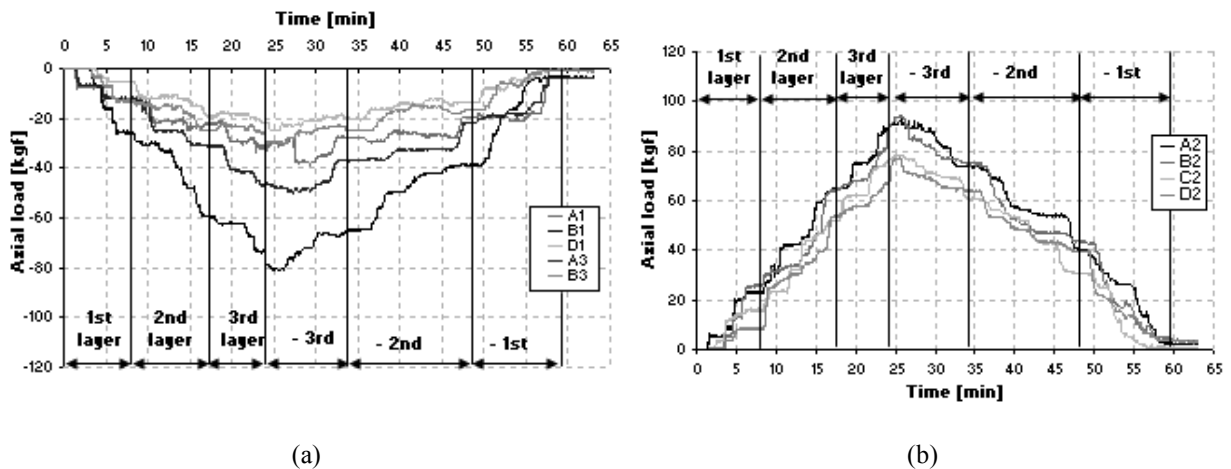 Time [min]
0 5 10 15 20 25 30 35 40 45 50 55 60 65
0
-20
-40
-60
-80
-100
-120
Axial load [kgf]
A1
B1
D1
A3
B3
1st layer
2nd layer
3rd layer
- 3rd
- 2nd
- 1st
(a)
120
100
80
60
40
20
0
Axial load [kgf]
1st layer
2nd layer
3rd layer
- 3rd
- 2nd
- 1st
A2
B2
C2
D2
0 5 10 15 20 25 30 35 40 45 50 55 60 65
Time [min]
(b)